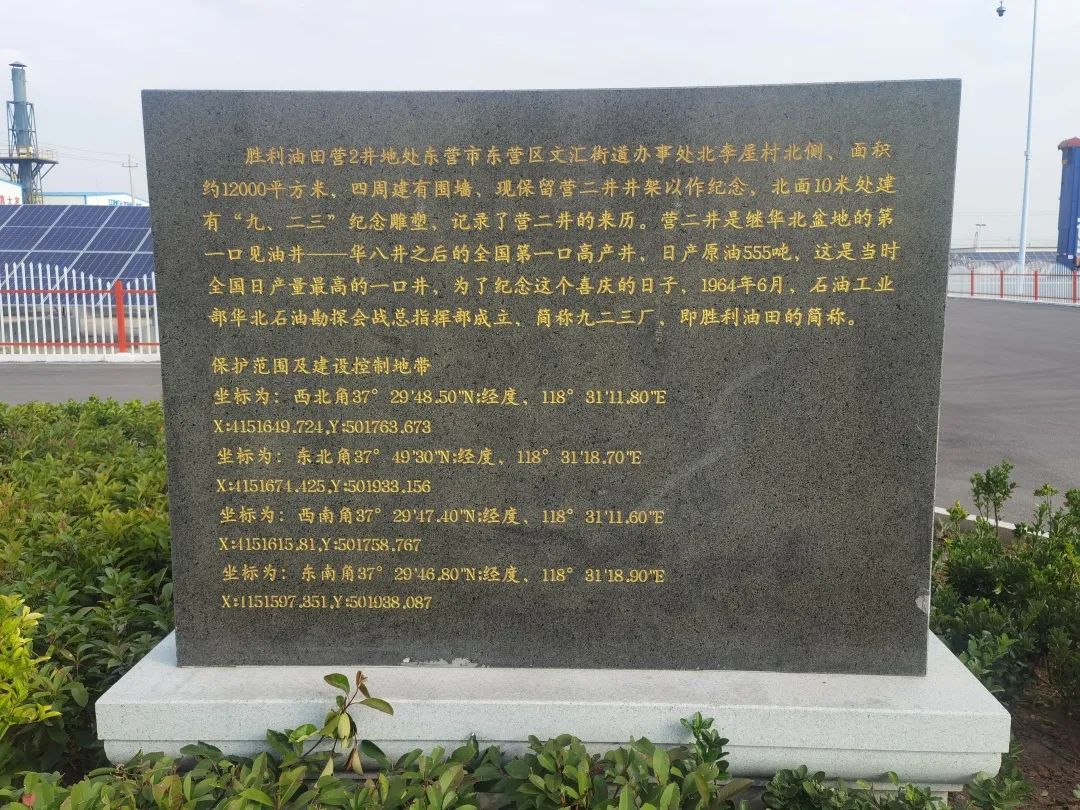 胜利油田营2井地处东营市东营区文汇街道办事处北李屋村北侧、面积
约12000平方米，四周建有围墙、现保留营二井井架以作纪念，北面10米处建
有“九、二三”纪念雕塑、记录了营二井的来历。营二井是继华北盆地的第
一口见油井——华八井之后的全国第一口高产井，日产原油555吨，这是当时
全国日产量最高的一口井，为了纪念这个喜庆的日子，1964年6月，石油工业
部华北石油勘探会战总指挥部成立、简称九二三厂，即胜利油田的简称。
保护范围及建设控制地带
坐标为：西北角37°29'48.50"N;经度、118°31'11.80"E
X:4151649.724,Y:501763.673
坐标为：东北角37°49'30"N;经度、118°31'18.70"E
X:4151674.425,Y:501933.156
坐标为：西南角37°29'47.40"N;经度、118°31'11.60"E
X:4151615.81,Y:501758.767
坐标为：东南角37°29'46.80"N;经度、118°31'18.90"E
X:4151597.351,Y:501938.087